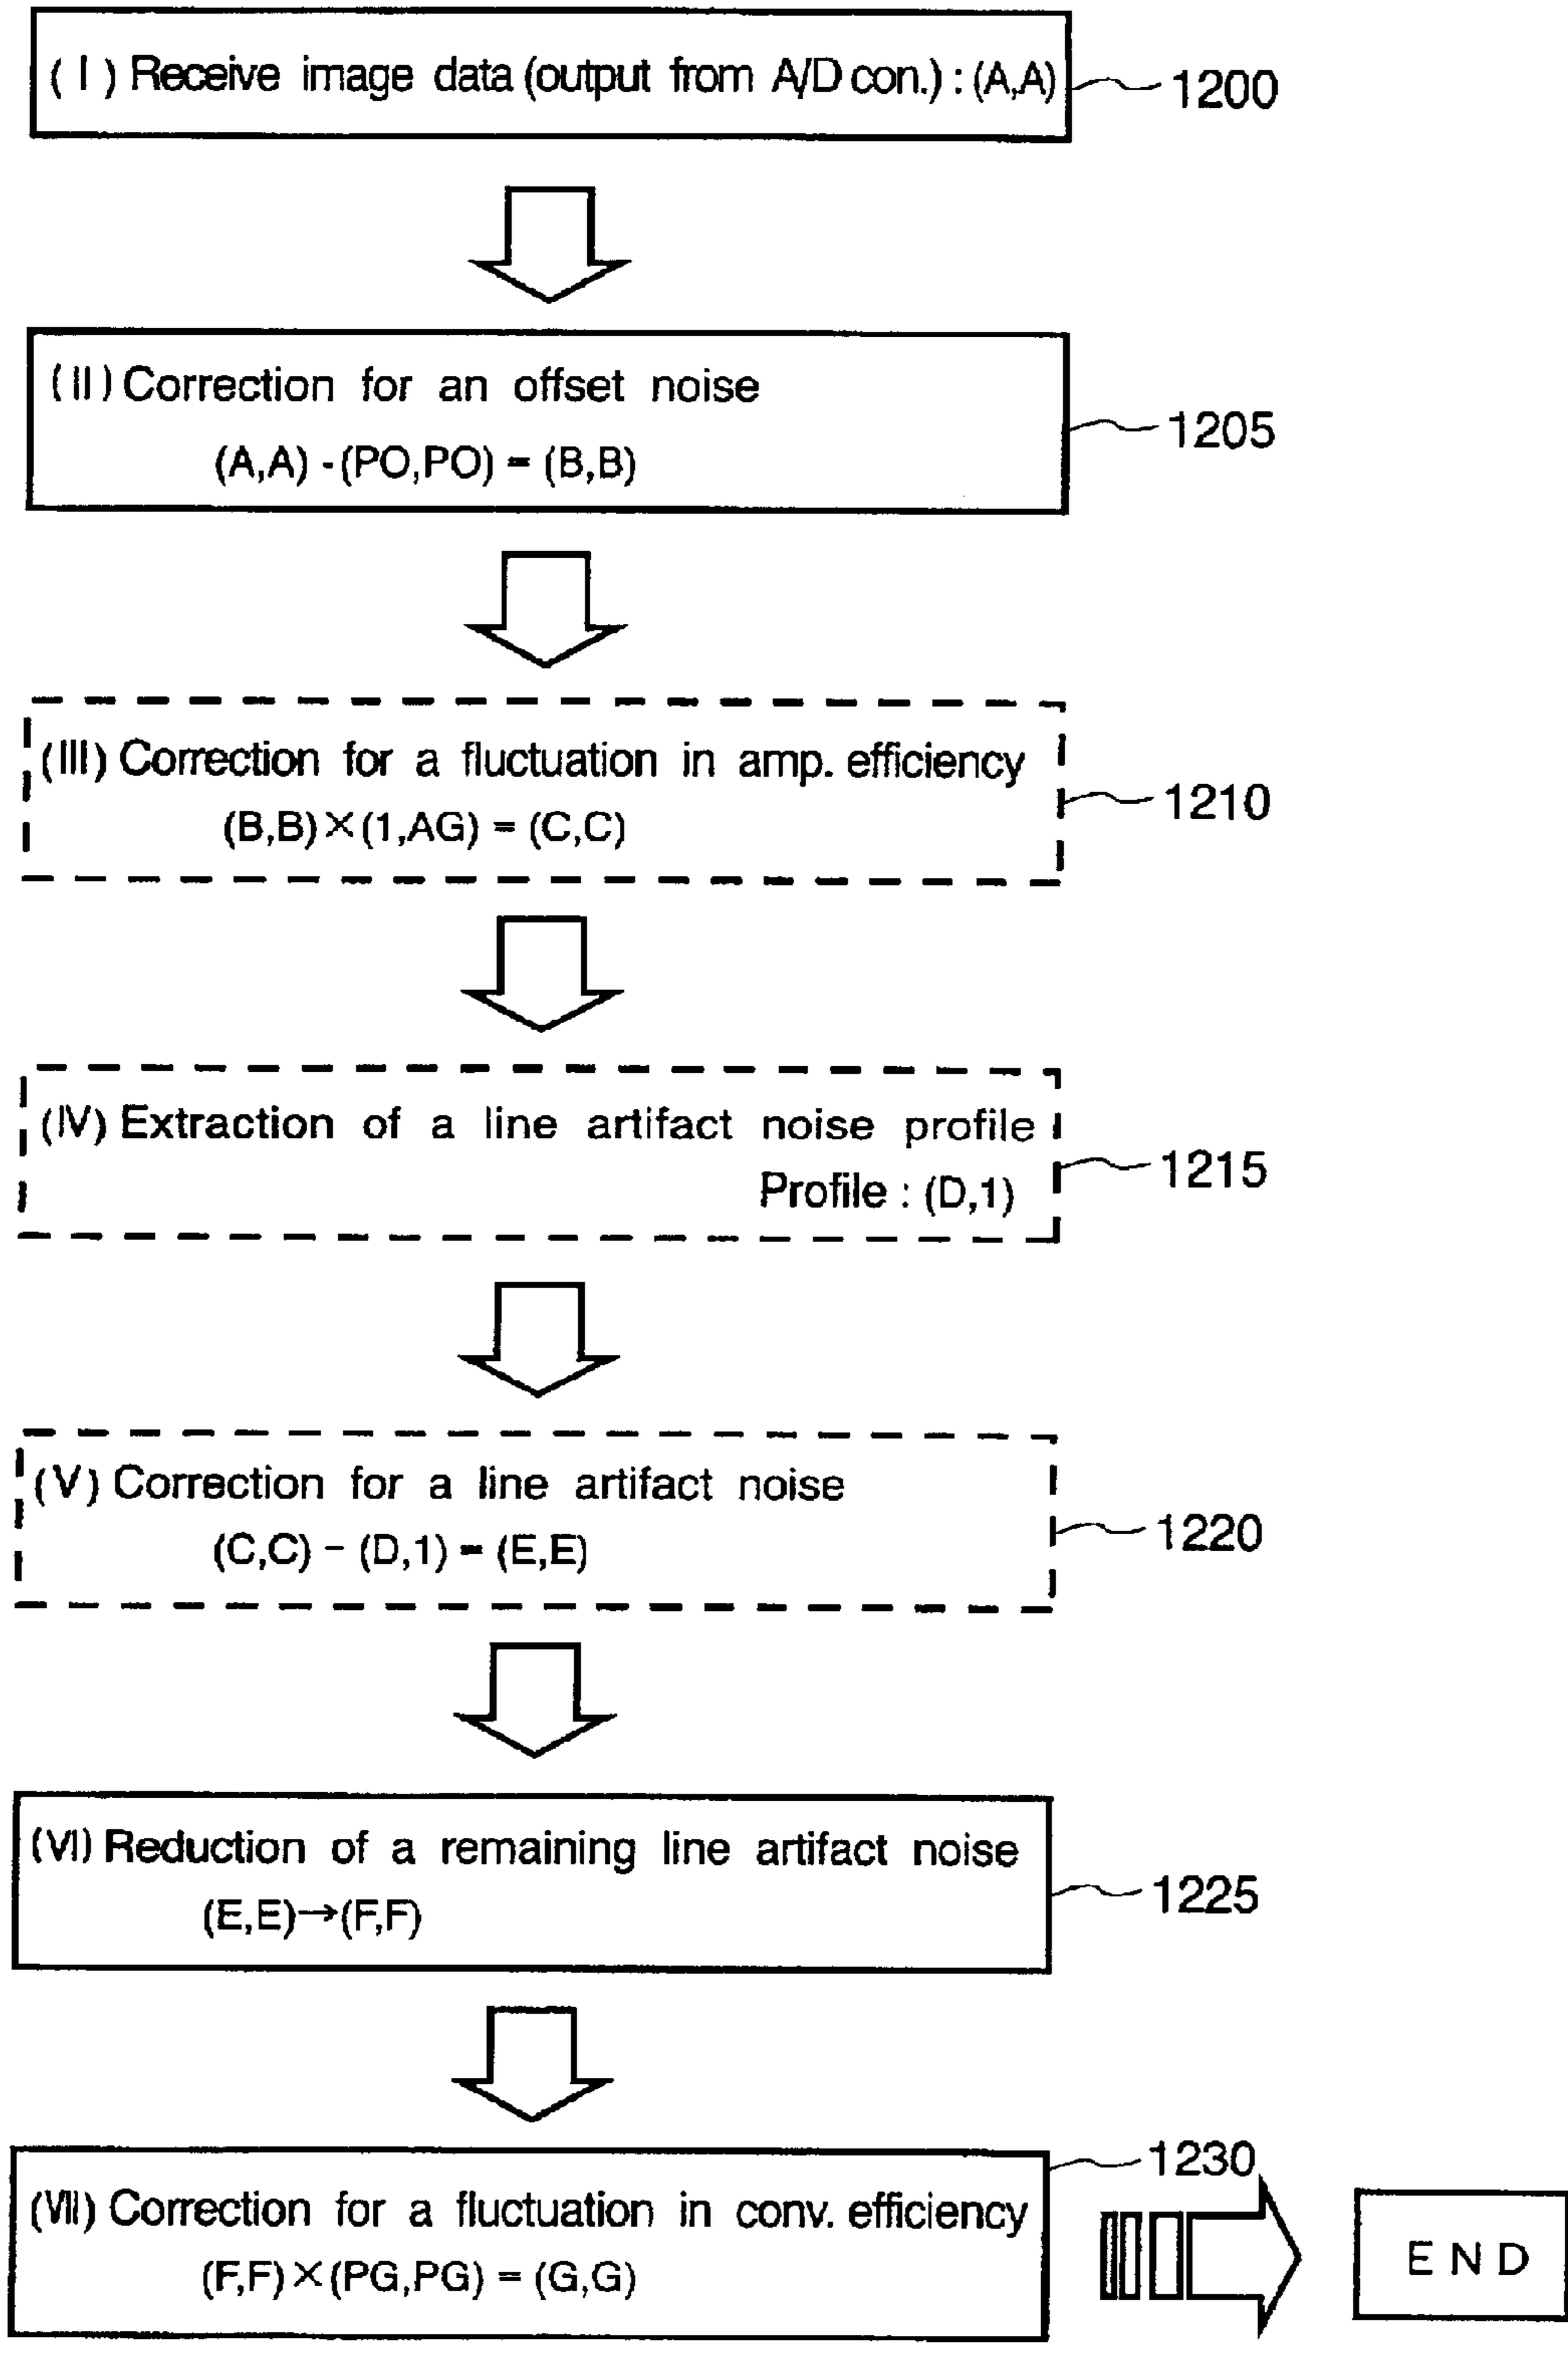 (I) Receive image data (output from A/D con.) : (A,A)
1200
(II) Correction for an offset noise
(A,A) - (PO,PO) = (B,B)
1205
(III) Correction for a fluctuation in amp. efficiency
(B,B) × (1,AG) = (C,C)
1210
(IV) Extraction of a line artifact noise profile
Profile : (D,1)
1215
(V) Correction for a line artifact noise
(C,C) - (D,1) = (E,E)
1220
(VI) Reduction of a remaining line artifact noise
(E,E)→(F,F)
1225
(VII) Correction for a fluctuation in conv. efficiency
(F,F) × (PG,PG) = (G,G)
1230
END